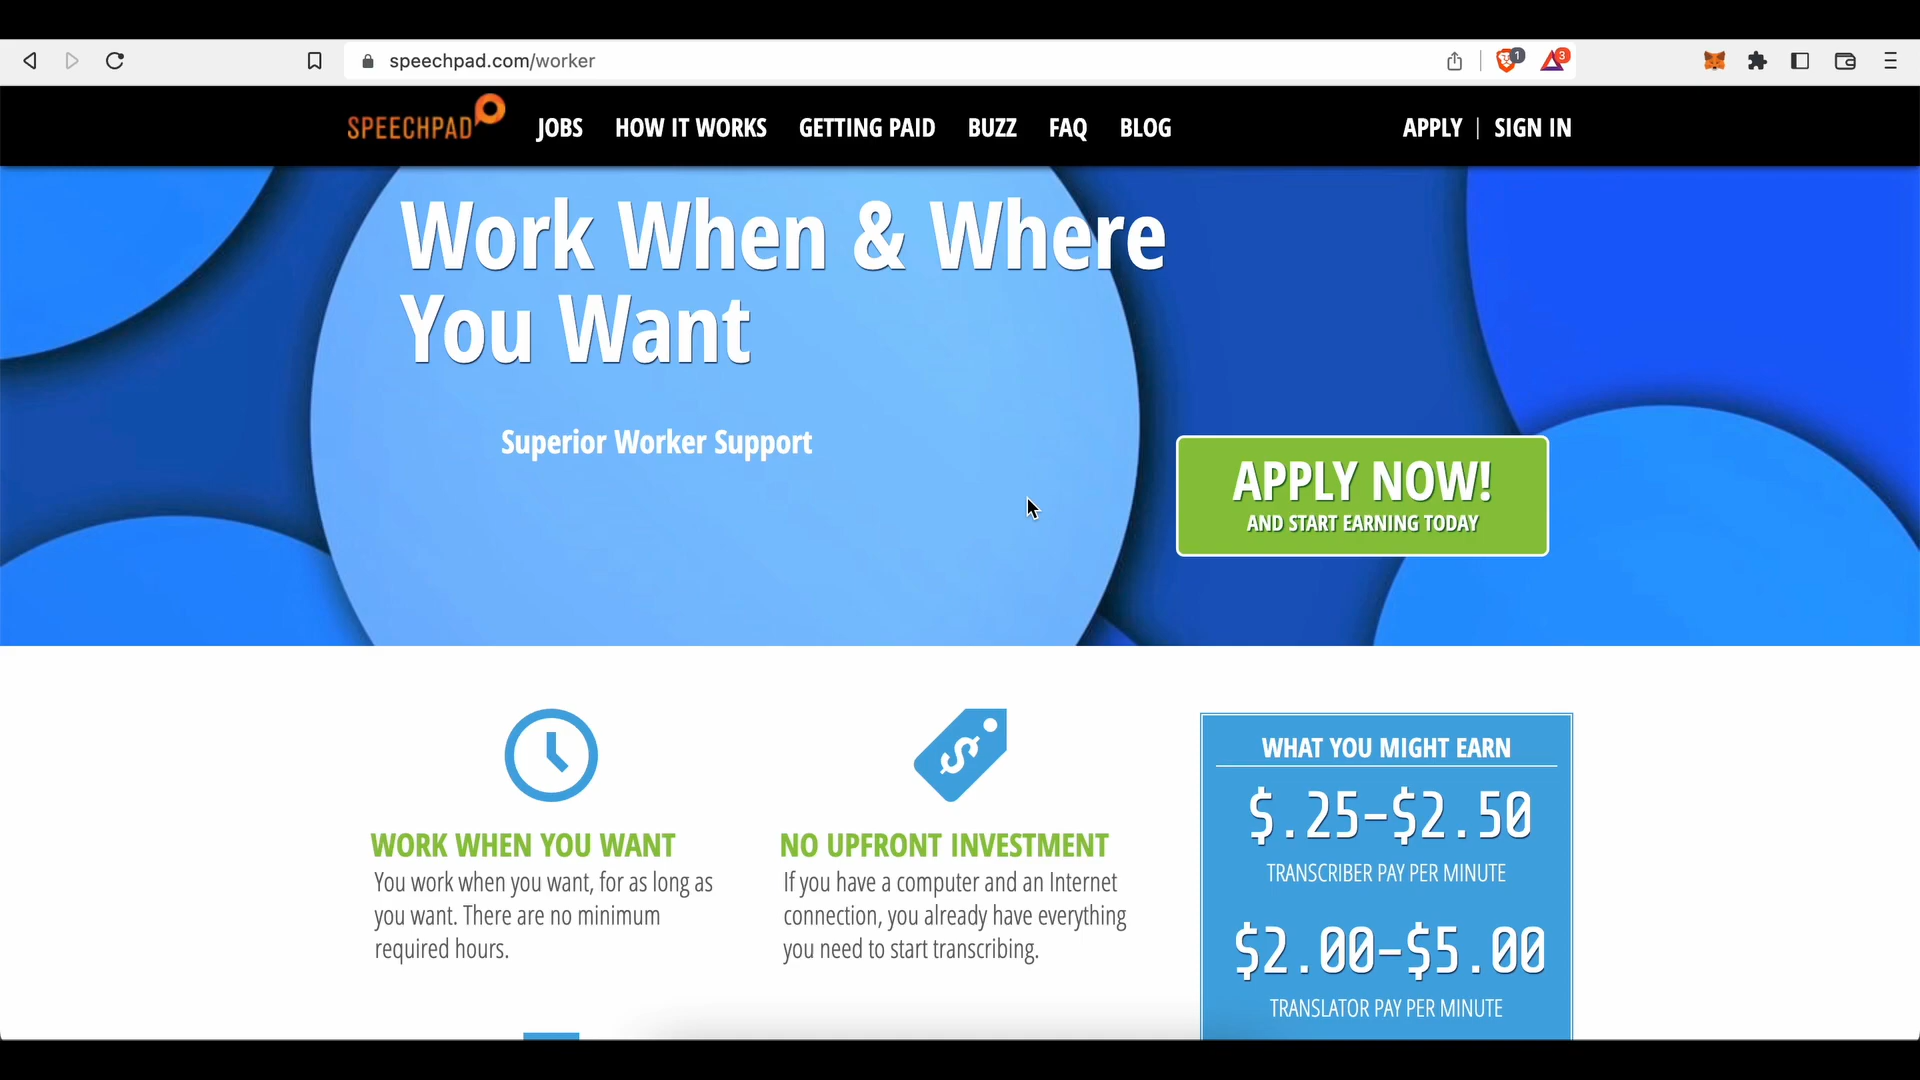 speechpad.com/worker
1
3
SPEECHPAD
JOBS
HOW IT WORKS
GETTING PAID
BUZZ
FAQ
BLOG
APPLY | SIGN IN
Work When & Where
You Want
Superior Worker Support
APPLY NOW!
AND START EARNING TODAY
WORK WHEN YOU WANT
You work when you want, for as long as
you want. There are no minimum
required hours.
NO UPFRONT INVESTMENT
If you have a computer and an Internet
connection, you already have everything
you need to start transcribing.
WHAT YOU MIGHT EARN
$.25-$2.50
TRANSCRIBER PAY PER MINUTE
$2.00-$5.00
TRANSLATOR PAY PER MINUTE